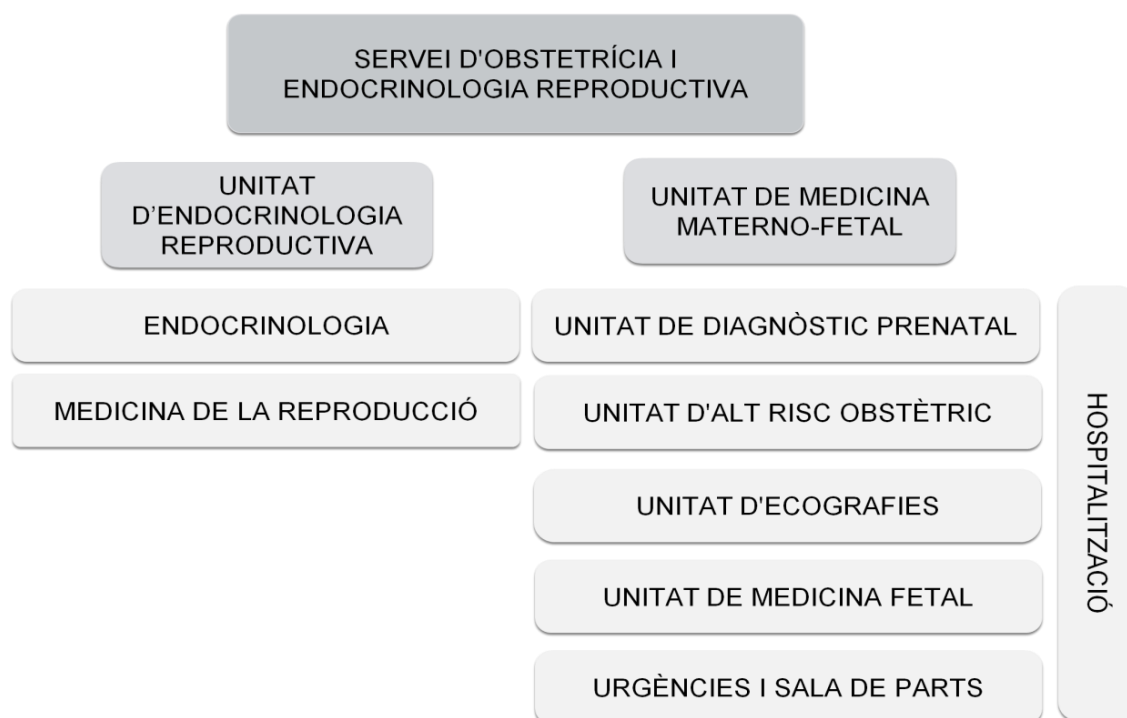 SERVEI D'OBSTETRÍCIA I
ENDOCRINOLOGIA REPRODUCTIVA
UNITAT
D’ENDOCRINOLOGIA
REPRODUCTIVA
UNITAT DE MEDICINA
MATERNO-FETAL
ENDOCRINOLOGIA
MEDICINA DE LA REPRODUCCIÓ
UNITAT DE DIAGNÒSTIC PRENATAL
UNITAT D'ALT RISC OBSTÈTRIC
UNITAT D'ECOGRAFIES
UNITAT DE MEDICINA FETAL
URGÈNCIES I SALA DE PARTS
HOSPITALITZACIÓ